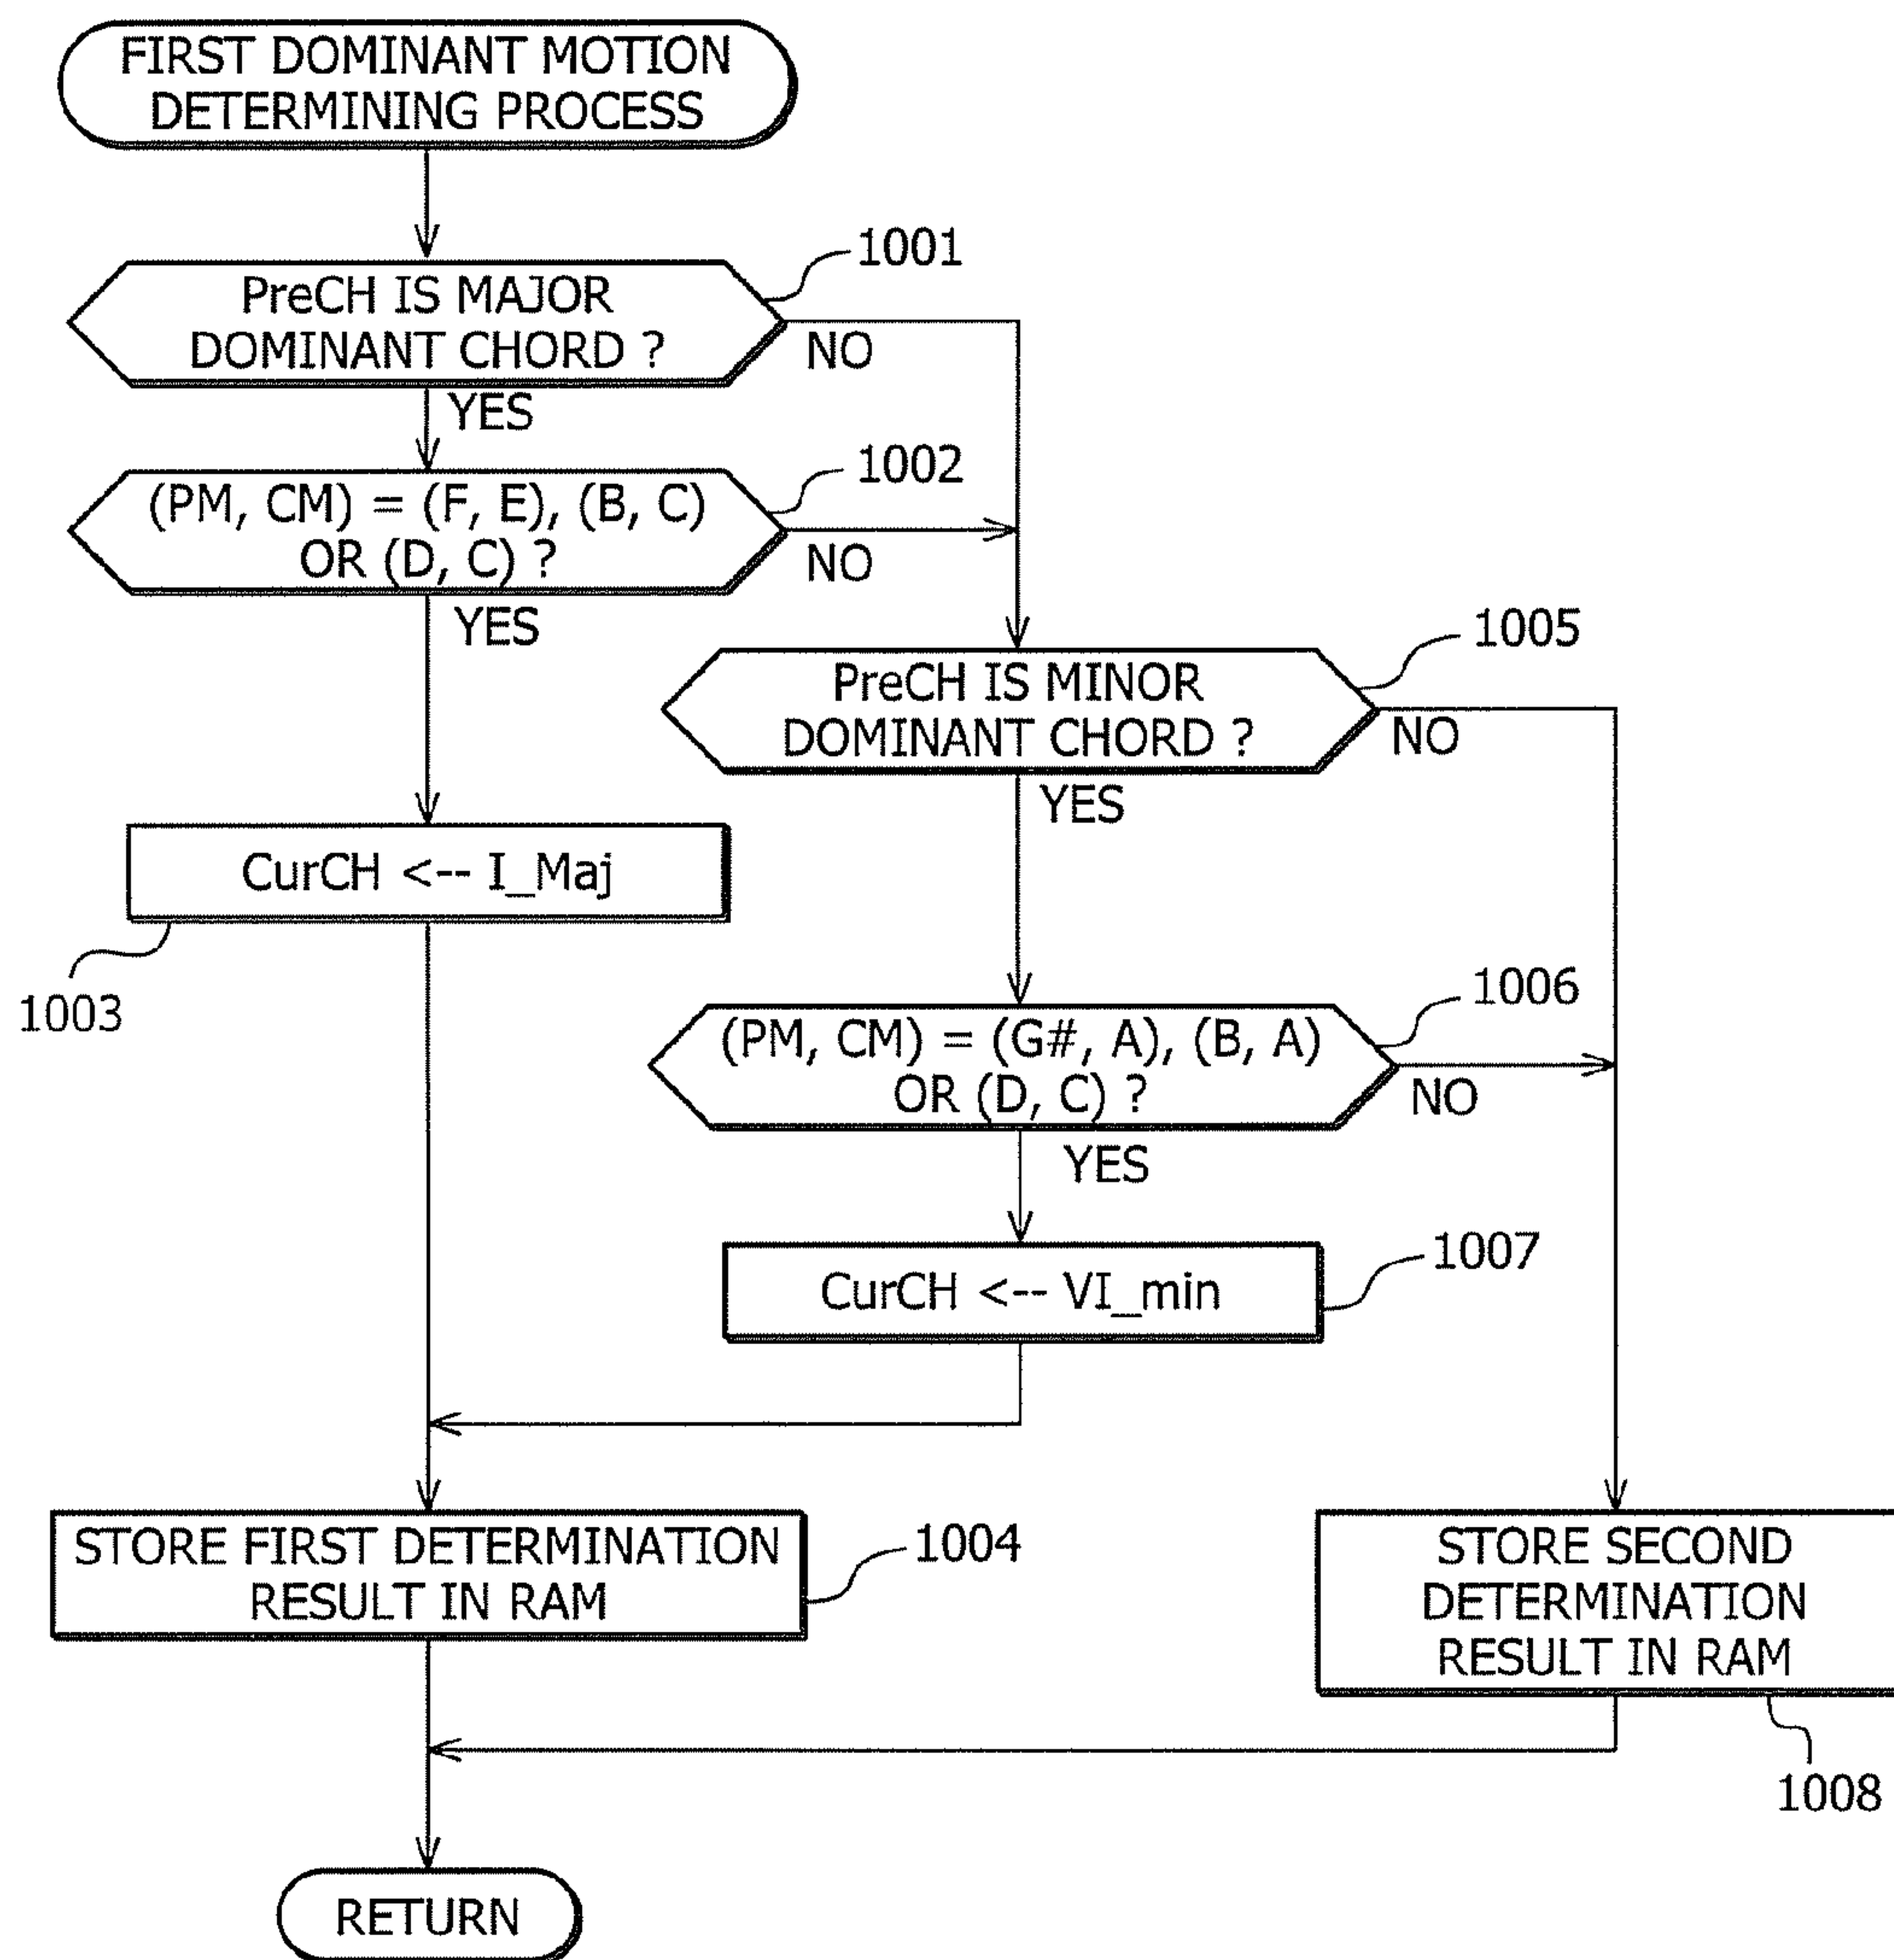 FIRST DOMINANT MOTION
DETERMINING PROCESS
1001
PreCH IS MAJOR
DOMINANT CHORD ?
NO
YES
1002
(PM, CM) = (F, E), (B, C)
OR (D, C) ?
NO
YES
1005
PreCH IS MINOR
DOMINANT CHORD ?
NO
YES
CurCH <-- I_Maj
1003
1006
(PM, CM) = (G#, A), (B, A)
OR (D, C) ?
NO
YES
1007
CurCH <-- VI_min
STORE FIRST DETERMINATION
RESULT IN RAM
1004
STORE SECOND
DETERMINATION
RESULT IN RAM
1008
RETURN